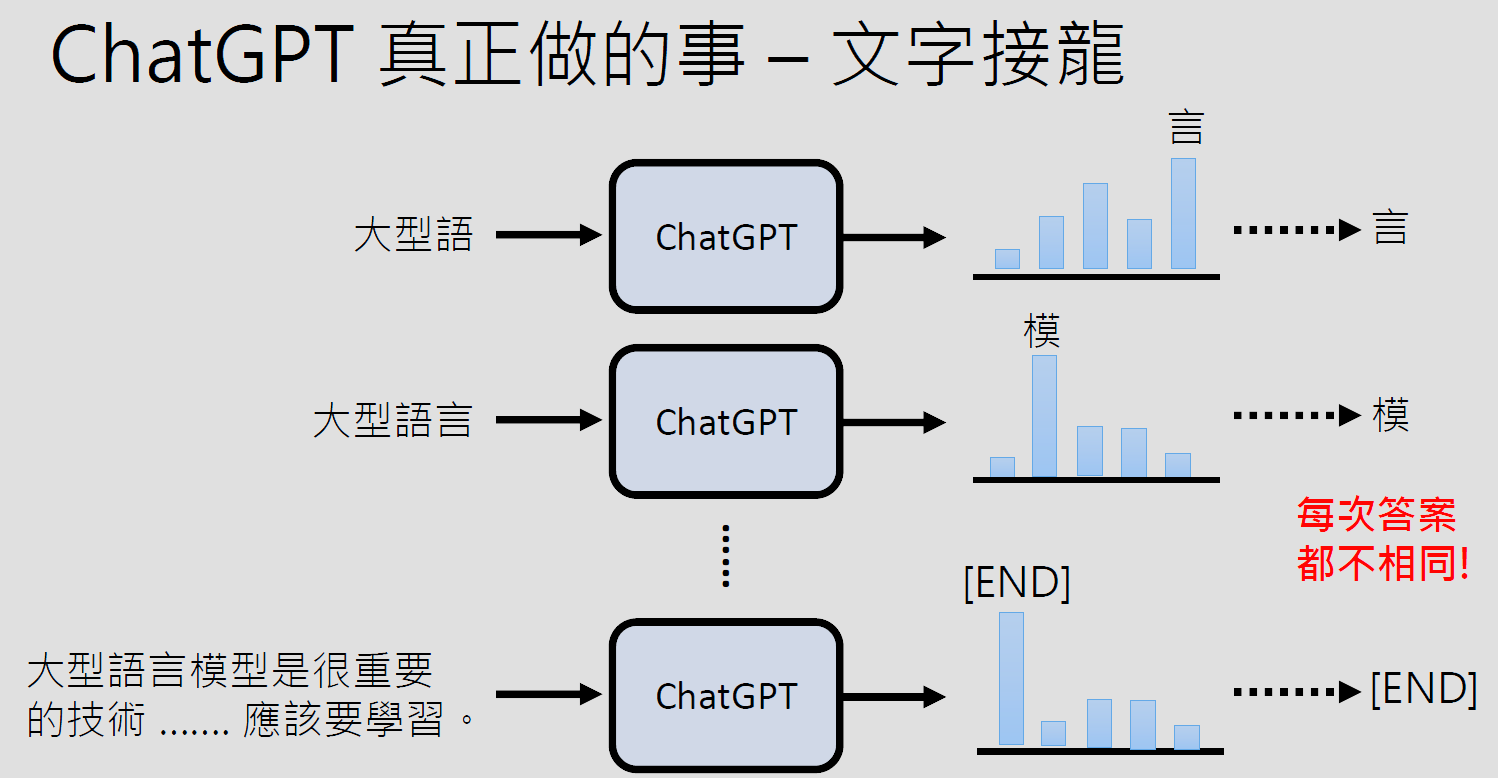 ChatGPT 真正做的事 – 文字接龍
言
大型語
ChatGPT
言
模
大型語言
ChatGPT
模
每次答案
都不相同!
[END]
大型語言模型是很重要
的技術 ....... 應該要學習。
ChatGPT
[END]